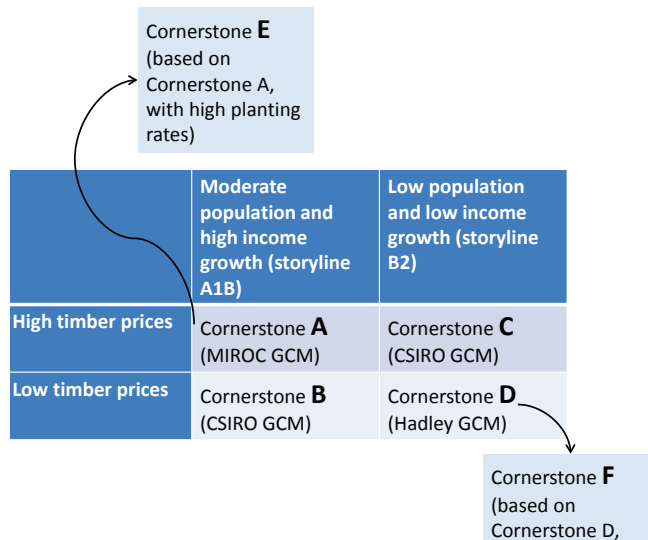 Cornerstone E
(based on
Cornerstone A,
with high planting
rates)
Moderate
population and
high income
growth (storyline
A1B)
Low population
and low income
growth (storyline
B2)
High timber prices
Cornerstone A
(MIROC GCM)
Cornerstone C
(CSIRO GCM)
Low timber prices
Cornerstone B
(CSIRO GCM)
Cornerstone D
(Hadley GCM)
Cornerstone F
(based on
Cornerstone D,